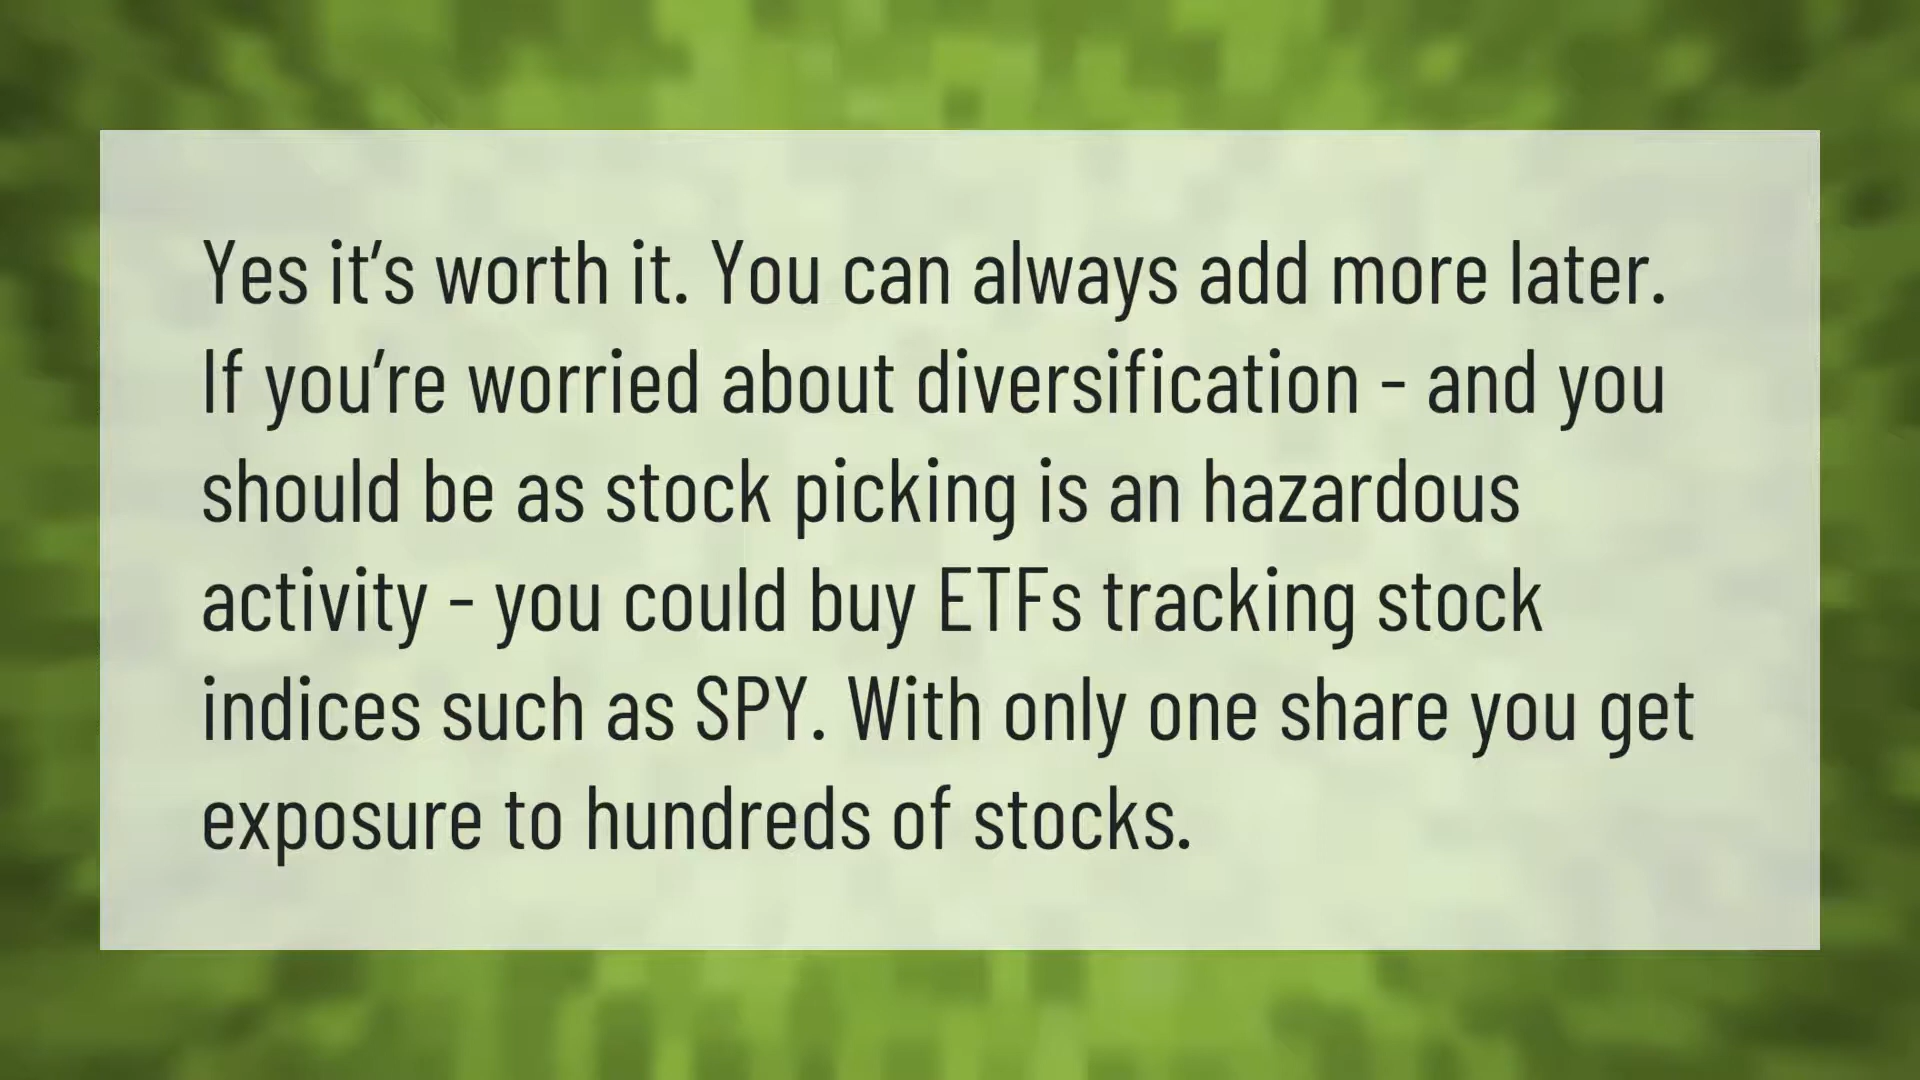 Yes it’s worth it. You can always add more later.
If you’re worried about diversification - and you
should be as stock picking is an hazardous
activity - you could buy ETFs tracking stock
indices such as SPY. With only one share you get
exposure to hundreds of stocks.